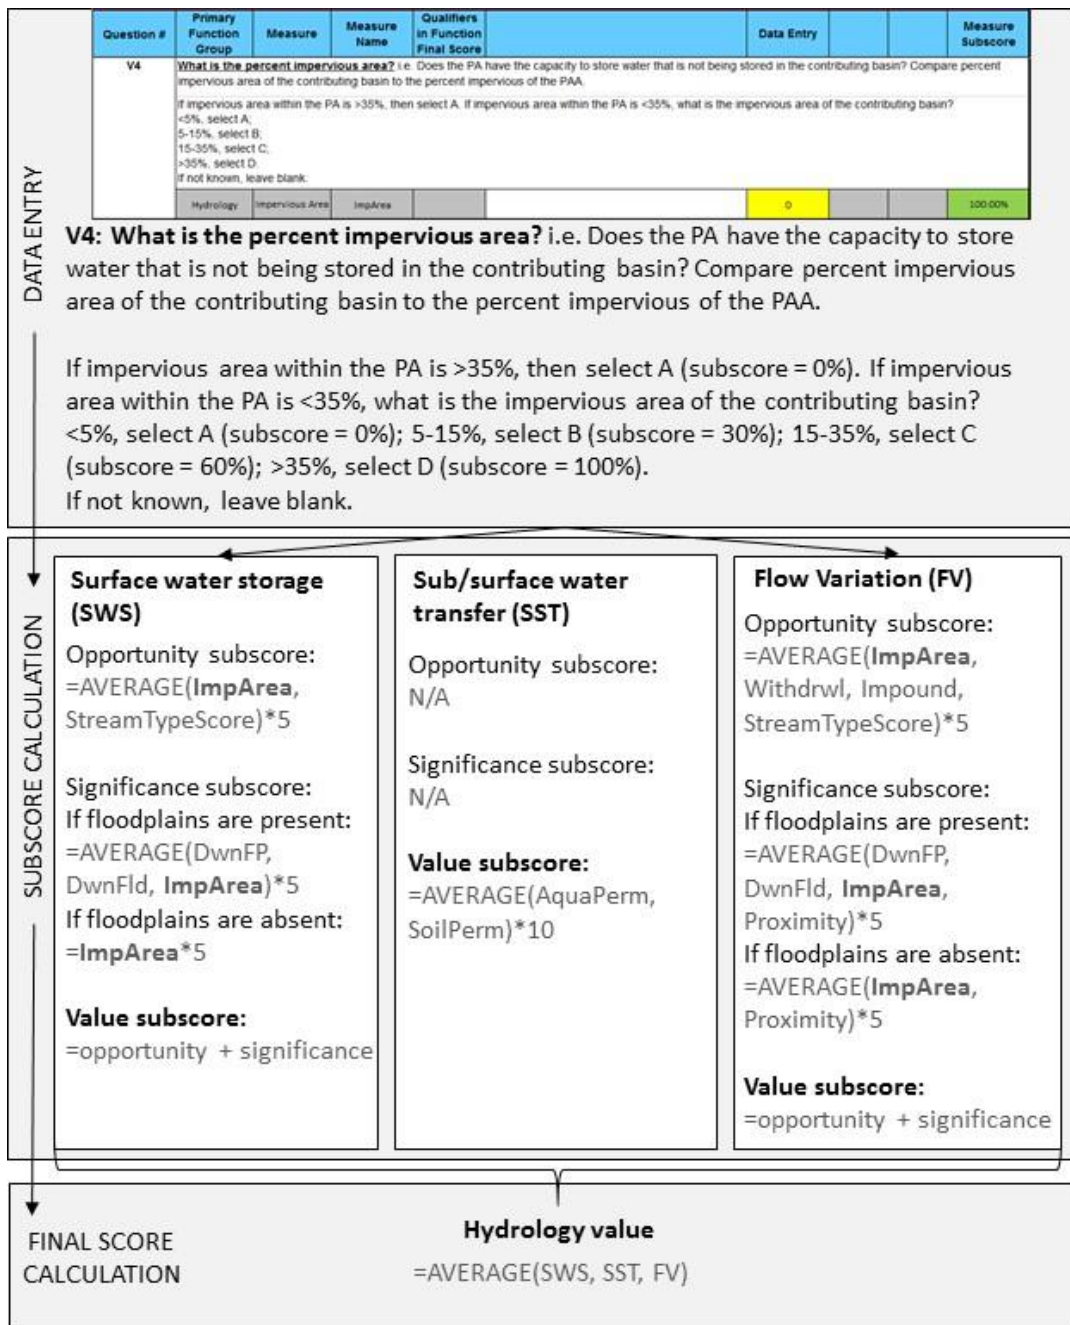 Question #
Primary Function Group
Measure
Measure Name
Qualifiers in Function Final Score
Data Entry
Measure Subscore
V4
What is the percent impervious area? i.e. Does the PA have the capacity to store water that is not being stored in the contributing basin? Compare percent
impervious area of the contributing basin to the percent impervious of the PAA.
If impervious area within the PA is >35%, then select A. If impervious area within the PA is <35%, what is the impervious area of the contributing basin?
<5%, select A;
5-15%, select B;
15-35%, select C;
>35%, select D.
If not known, leave blank.
Hydrology
Impervious Area
ImpArea
D
100.00%
DATA ENTRY
V4: What is the percent impervious area? i.e. Does the PA have the capacity to store
water that is not being stored in the contributing basin? Compare percent impervious
area of the contributing basin to the percent impervious of the PAA.
If impervious area within the PA is >35%, then select A (subscore = 0%). If impervious
area within the PA is <35%, what is the impervious area of the contributing basin?
<5%, select A (subscore = 0%); 5-15%, select B (subscore = 30%); 15-35%, select C
(subscore = 60%); >35%, select D (subscore = 100%).
If not known, leave blank.
SUBSCORE CALCULATION
Surface water storage
(SWS)
Opportunity subscore:
=AVERAGE(ImpArea,
StreamTypeScore)*5
Significance subscore:
If floodplains are present:
=AVERAGE(DwnFP,
DwnFld, ImpArea)*5
If floodplains are absent:
=ImpArea*5
Value subscore:
=opportunity + significance
Sub/surface water
transfer (SST)
Opportunity subscore:
N/A
Significance subscore:
N/A
Value subscore:
=AVERAGE(AquaPerm,
SoilPerm)*10
Flow Variation (FV)
Opportunity subscore:
=AVERAGE(ImpArea,
Withdrwl, Impound,
StreamTypeScore)*5
Significance subscore:
If floodplains are present:
=AVERAGE(DwnFP,
DwnFld, ImpArea,
Proximity)*5
If floodplains are absent:
=AVERAGE(ImpArea,
Proximity)*5
Value subscore:
=opportunity + significance
FINAL SCORE
CALCULATION
Hydrology value
=AVERAGE(SWS, SST, FV)